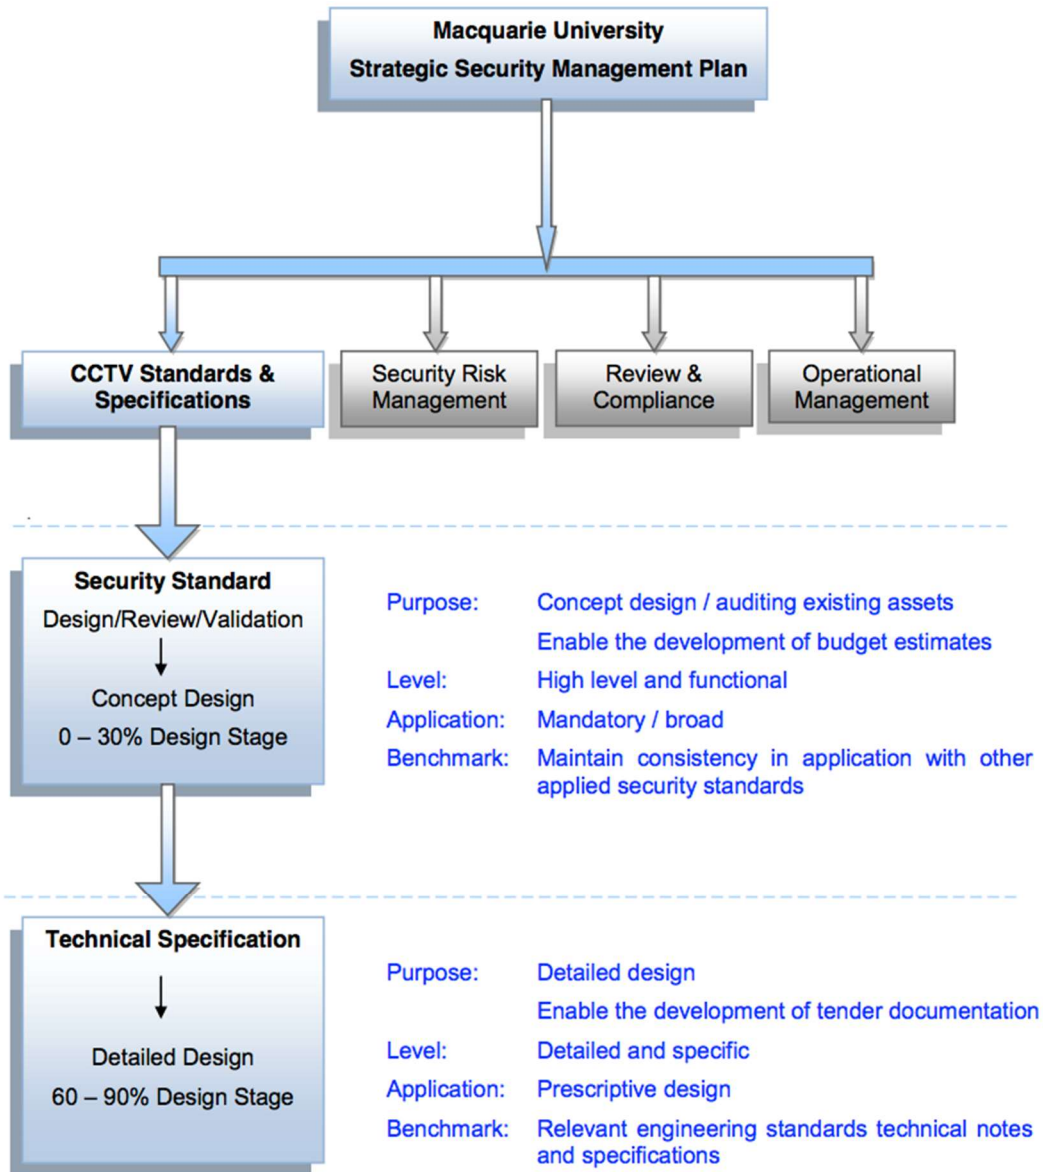 Macquarie University
Strategic Security Management Plan
CCTV Standards &
Specifications
Security Risk
Management
Review &
Compliance
Operational
Management
Security Standard
Design/Review/Validation
Concept Design
0 – 30% Design Stage
Purpose: Concept design / auditing existing assets
Enable the development of budget estimates
Level: High level and functional
Application: Mandatory / broad
Benchmark: Maintain consistency in application with other
applied security standards
Technical Specification
Detailed Design
60 – 90% Design Stage
Purpose: Detailed design
Enable the development of tender documentation
Level: Detailed and specific
Application: Prescriptive design
Benchmark: Relevant engineering standards technical notes
and specifications